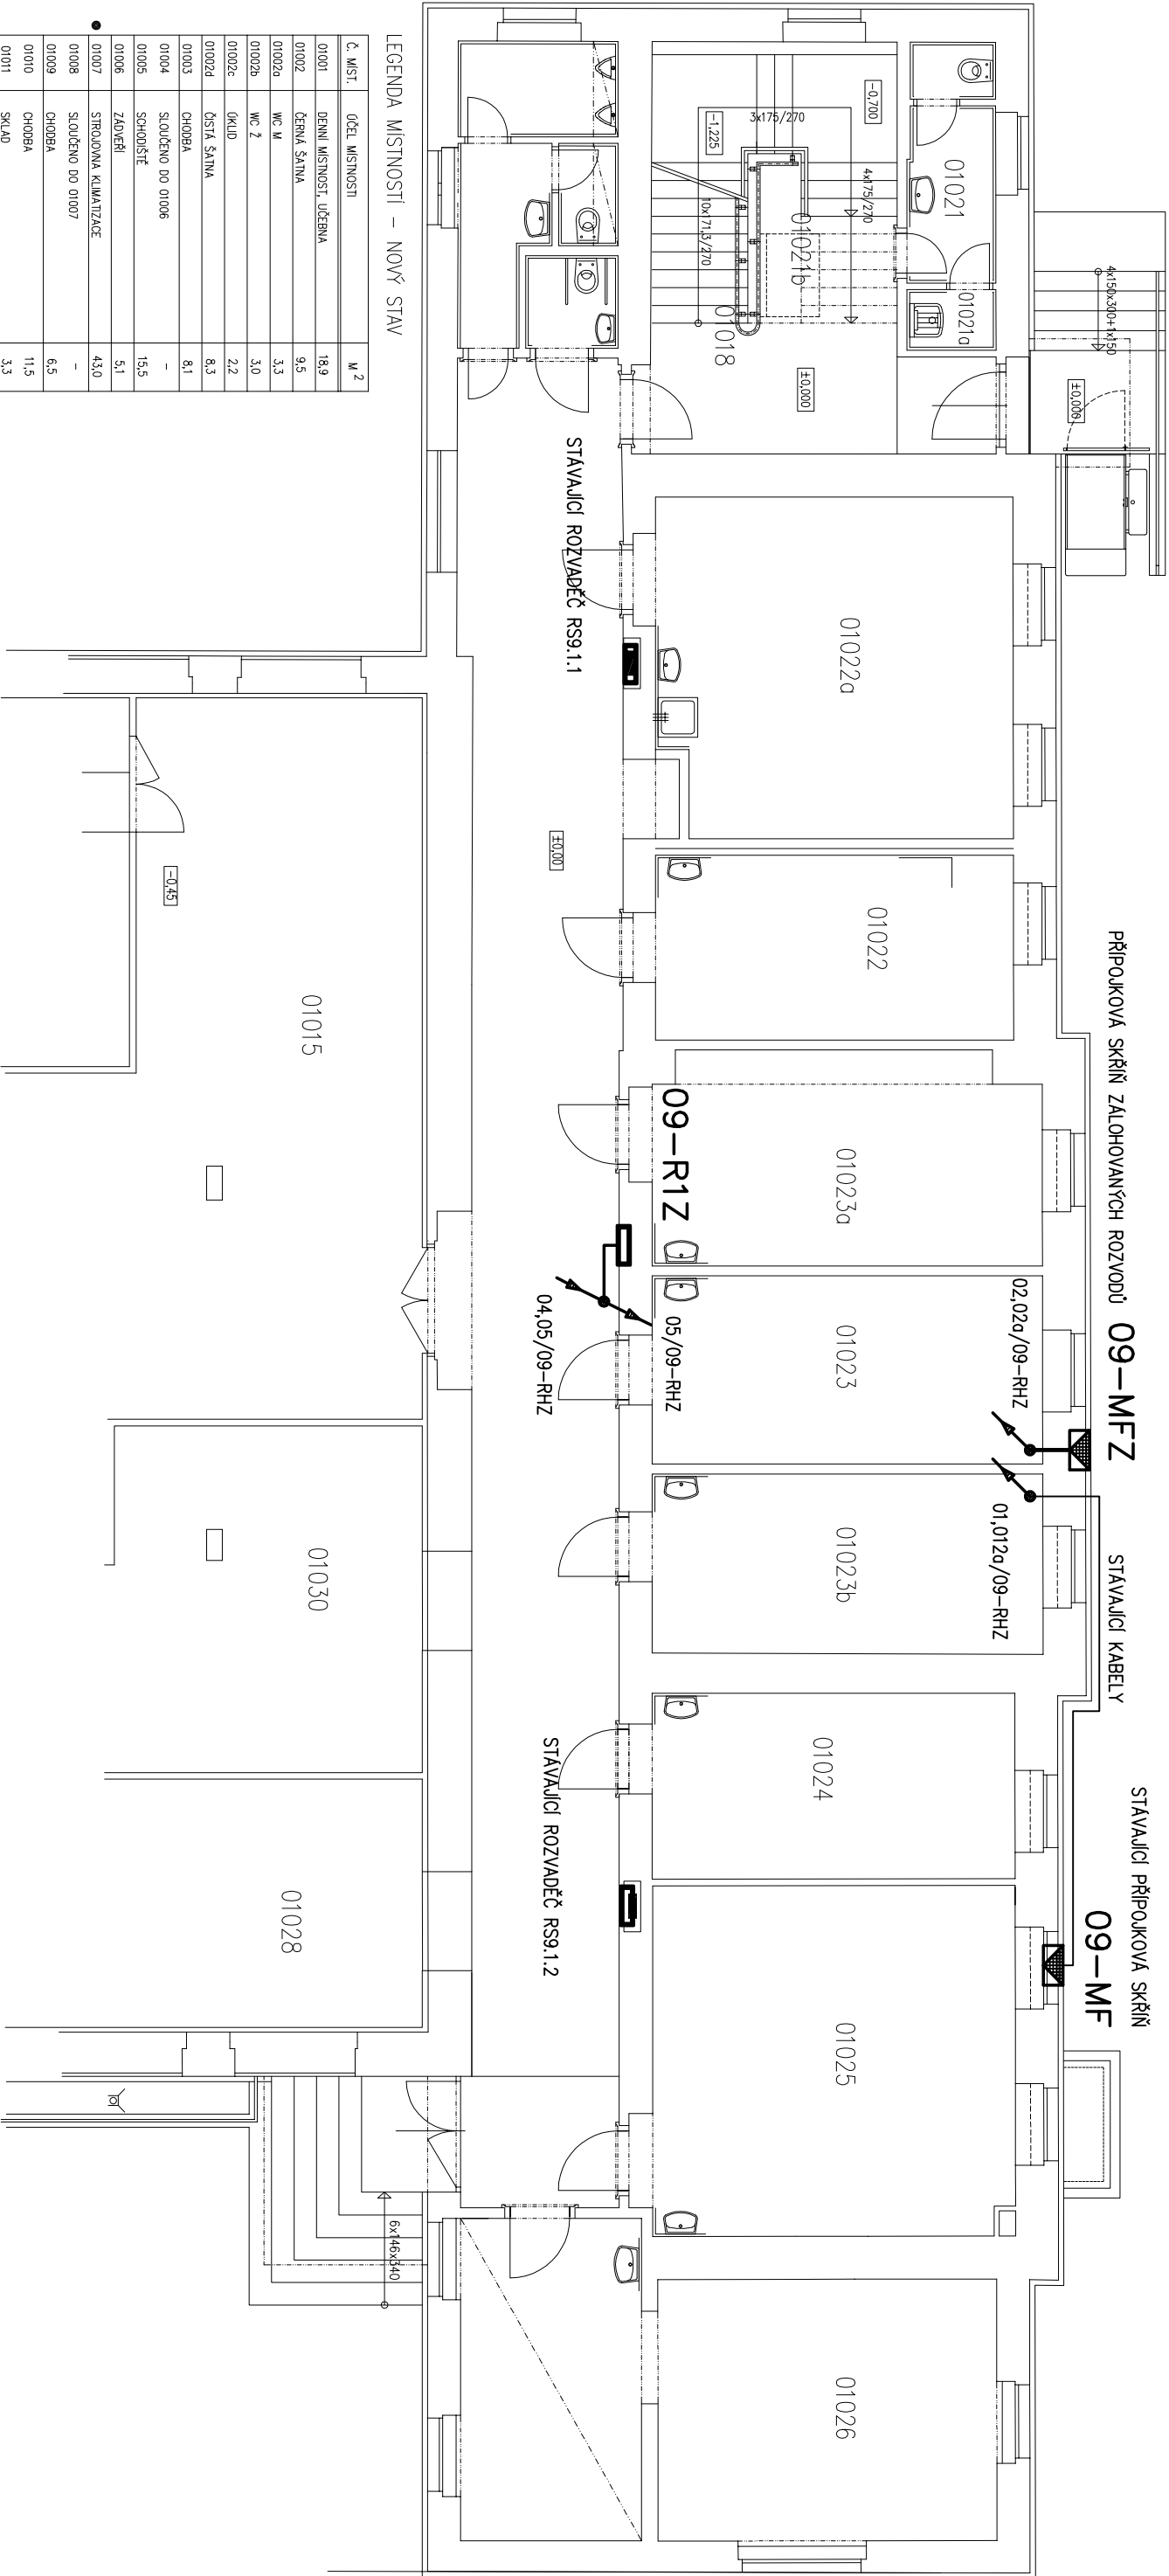 PŘÍPOJKOVÁ SKŘÍŇ ZÁLOHOVANÝCH ROZVODŮ 09-MFZ
STÁVAJÍCÍ KABELY
STÁVAJÍCÍ PŘÍPOJKOVÁ SKŘÍŇ
09-MF
4x150x300+1x150
±0,000
01021
01021a
-0,700
4x175/270
3x175/270
-1,225
10x171,3/270
01021b
01018
±0,000
01022a
01022
01023a
01023
01023b
01024
01025
01026
02,02a/09-RHZ
01,012a/09-RHZ
09-R1Z
05/09-RHZ
04,05/09-RHZ
STÁVAJÍCÍ ROZVADĚČ RS9.1.1
STÁVAJÍCÍ ROZVADĚČ RS9.1.2
±0,00
-0,45
01015
01030
01028
6x146x340
LEGENDA MÍSTNOSTÍ - NOVÝ STAV
Č. MÍST. ÚČEL MÍSTNOSTI M 2
01001 DENNÍ MÍSTNOST, UČEBNA 18,9
01002 ČERNÁ ŠATNA 9,5
01002a WC M 3,3
01002b WC Ž 3,0
01002c ÚKLID 2,2
01002d ČISTÁ ŠATNA 8,3
01003 CHODBA 8,1
01004 SLOUČENO DO 01006 -
01005 SCHODIŠTĚ 15,5
01006 ZÁDVEŘÍ 5,1
01007 STROJOVNA KLIMATIZACE 43,0
01008 SLOUČENO DO 01007 -
01009 CHODBA 6,5
01010 CHODBA 11,5
01011 SKLAD 3,3